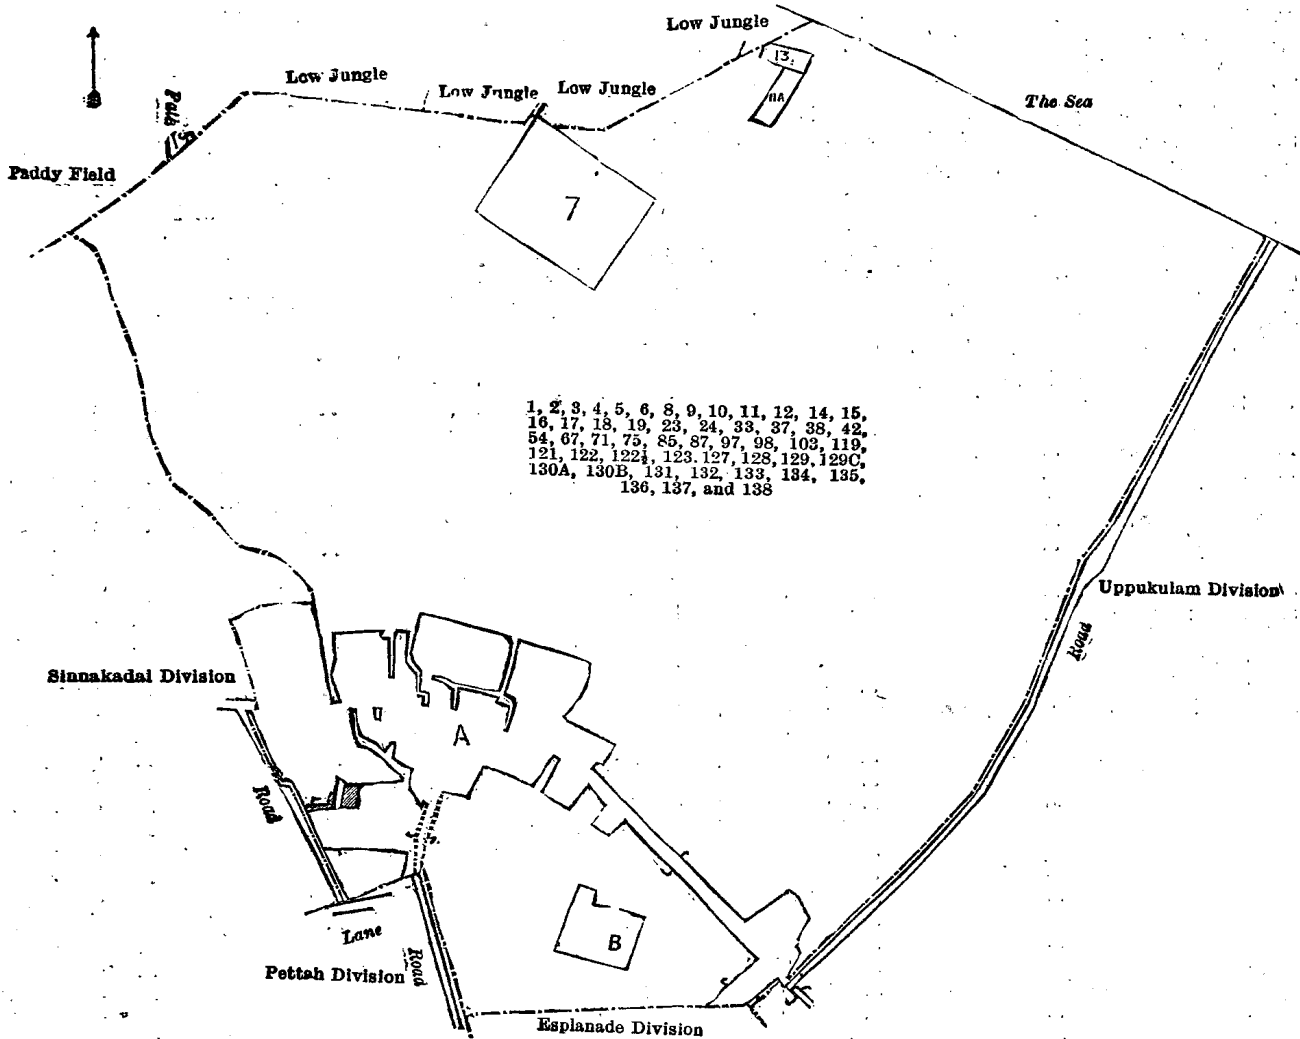 Low Jungle
Low Jungle
Low Jungle
Low Jungle
13.
11A
The Sea
Path
15
Paddy Field
7
1, 2, 3, 4, 5, 6, 8, 9, 10, 11, 12, 14, 15,
16, 17, 18, 19, 23, 24, 33, 37, 38, 42,
54, 67, 71, 75, 85, 87, 97, 98, 103, 119,
121, 122, 122½, 123. 127, 128, 129, 129C,
130A, 130B, 131, 132, 133, 134, 135,
136, 137, and 138
Uppukulam Division
Road
Sinnakadai Division
A
Road
B
Lane
Road
Pettah Division
Esplanade Division